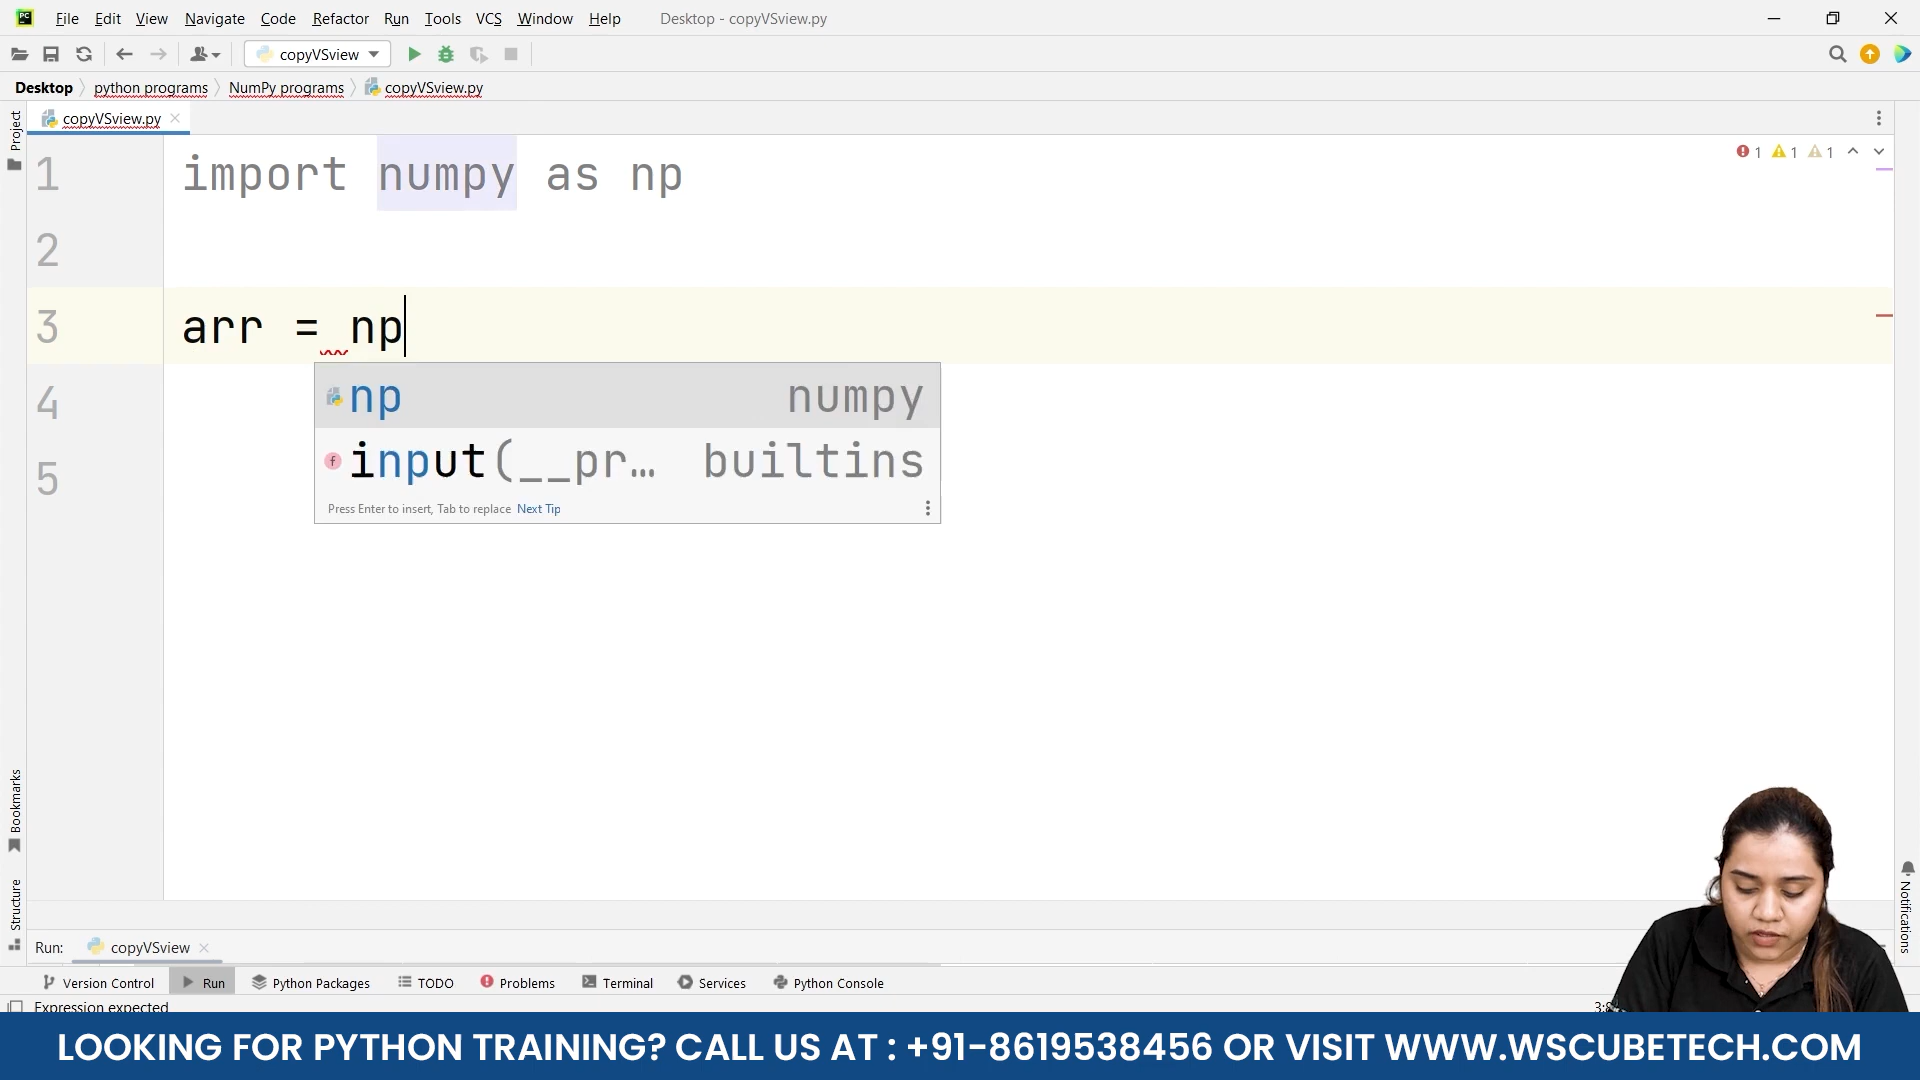 PC File Edit View Navigate Code Refactor Run Tools VCS Window Help Desktop - copyVSview.py
copyVSview
Desktop python programs NumPy programs copyVSview.py
Project
copyVSview.py
1 import numpy as np
1 1 1
2
3 arr = np
np numpy
4
f input(__pr… builtins
5
Press Enter to insert, Tab to replace Next Tip
Bookmarks
Structure
Notifications
Run: copyVSview
Version Control Run Python Packages TODO Problems Terminal Services Python Console
Expression expected
LOOKING FOR PYTHON TRAINING? CALL US AT : +91-8619538456 OR VISIT WWW.WSCUBETECH.COM